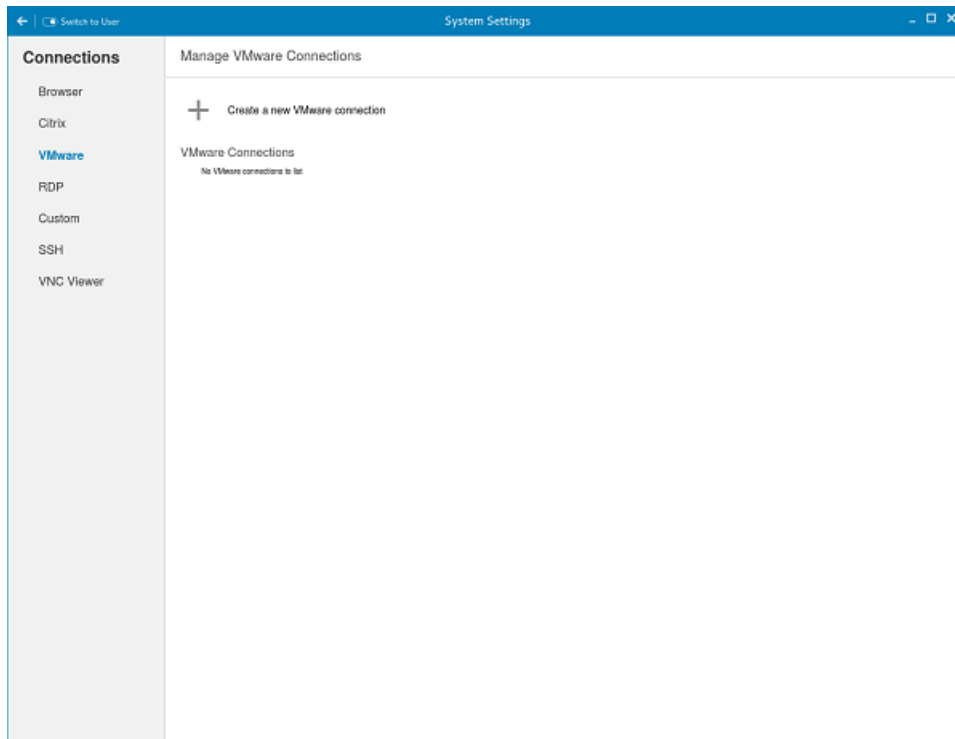 Switch to User
System Settings
Connections
Browser
Citrix
VMware
RDP
Custom
SSH
VNC Viewer
Manage VMware Connections
Create a new VMware connection
VMware Connections
No VMware connections to list